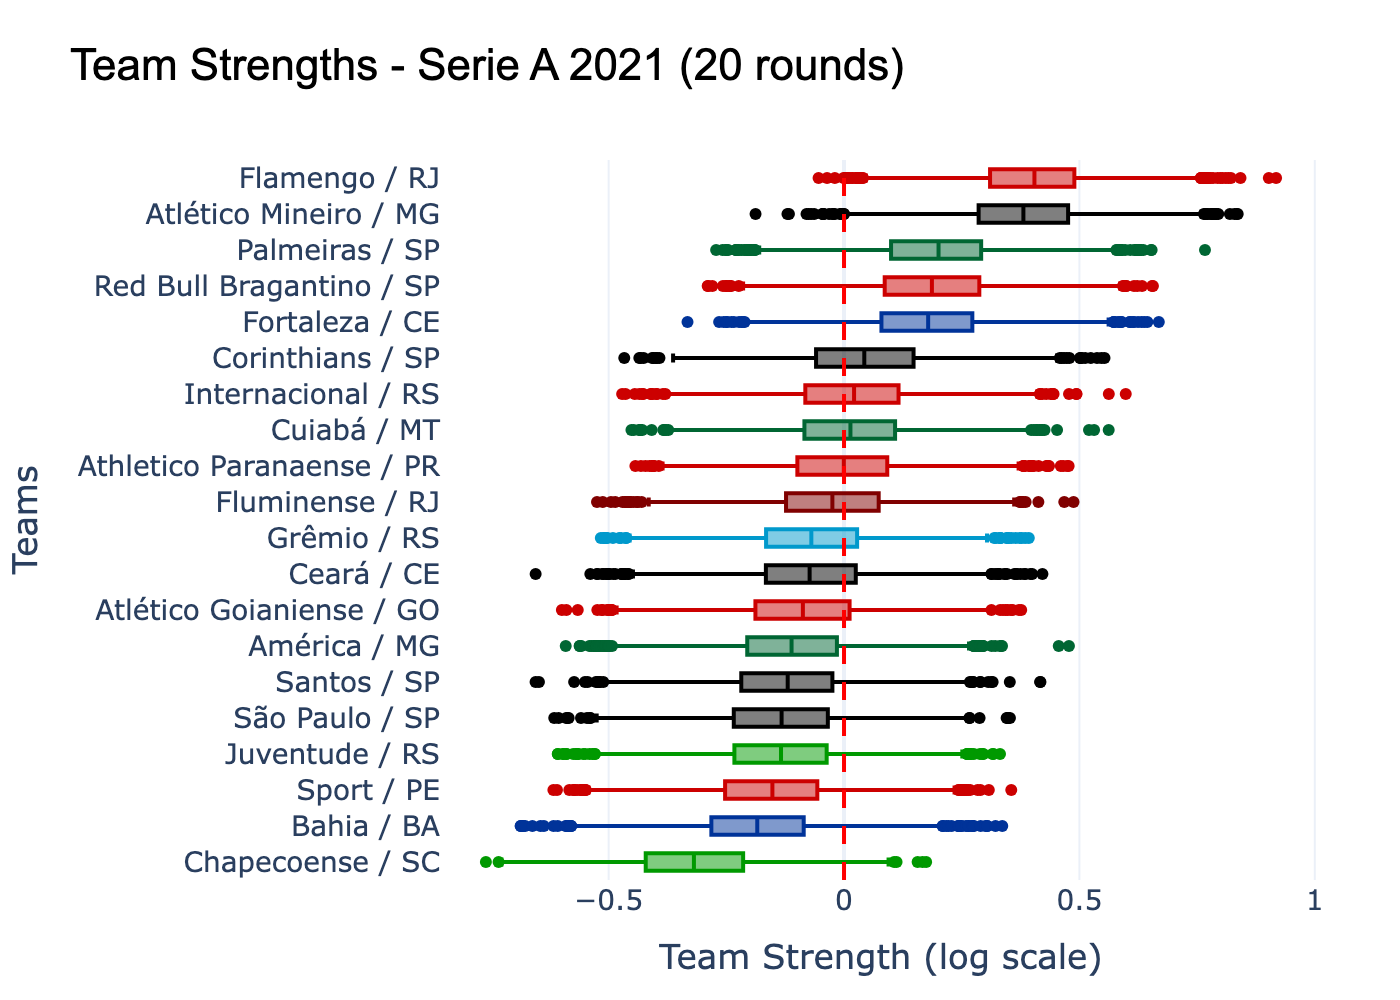 Team Strengths - Serie A 2021 (20 rounds)
Teams
Flamengo / RJ
Atlético Mineiro / MG
Palmeiras / SP
Red Bull Bragantino / SP
Fortaleza / CE
Corinthians / SP
Internacional / RS
Cuiabá / MT
Athletico Paranaense / PR
Fluminense / RJ
Grêmio / RS
Ceará / CE
Atlético Goianiense / GO
América / MG
Santos / SP
São Paulo / SP
Juventude / RS
Sport / PE
Bahia / BA
Chapecoense / SC
−0.5 0 0.5 1
Team Strength (log scale)